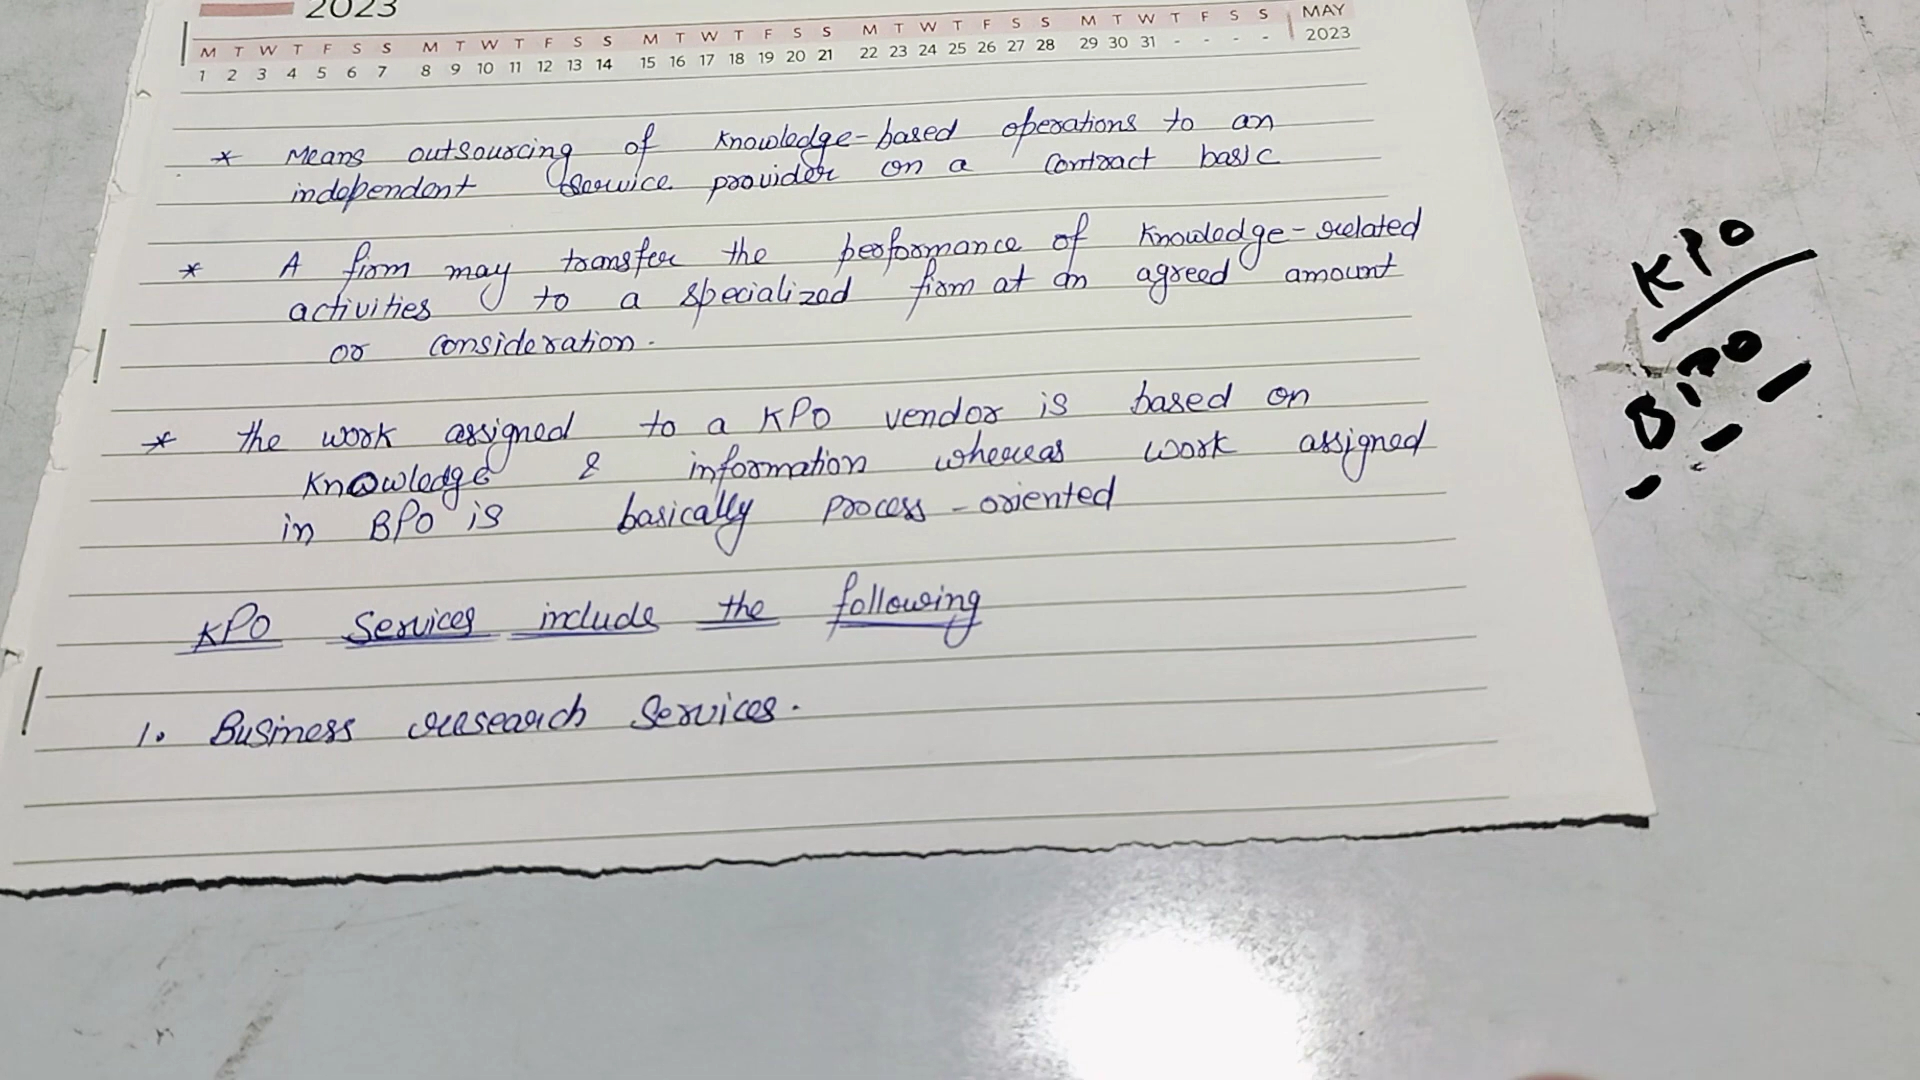 2023
M T W T F S S M T W T F S S M T W T F S S M T W T F S S M T W T F S S MAY
1 2 3 4 5 6 7 8 9 10 11 12 13 14 15 16 17 18 19 20 21 22 23 24 25 26 27 28 29 30 31 - - - - 2023
* Means outsourcing of Knowledge-based operations to an
independent service provider on a contract basic
* A firm may transfer the performance of Knowledge-related
activities to a specialized firm at an agreed amount
or consideration.
* the work assigned to a KPO vendor is based on
Knowledge & information whereas work assigned
in BPO is basically process-oriented
KPO Services include the following
1. Business research Services.
KPO
BPO